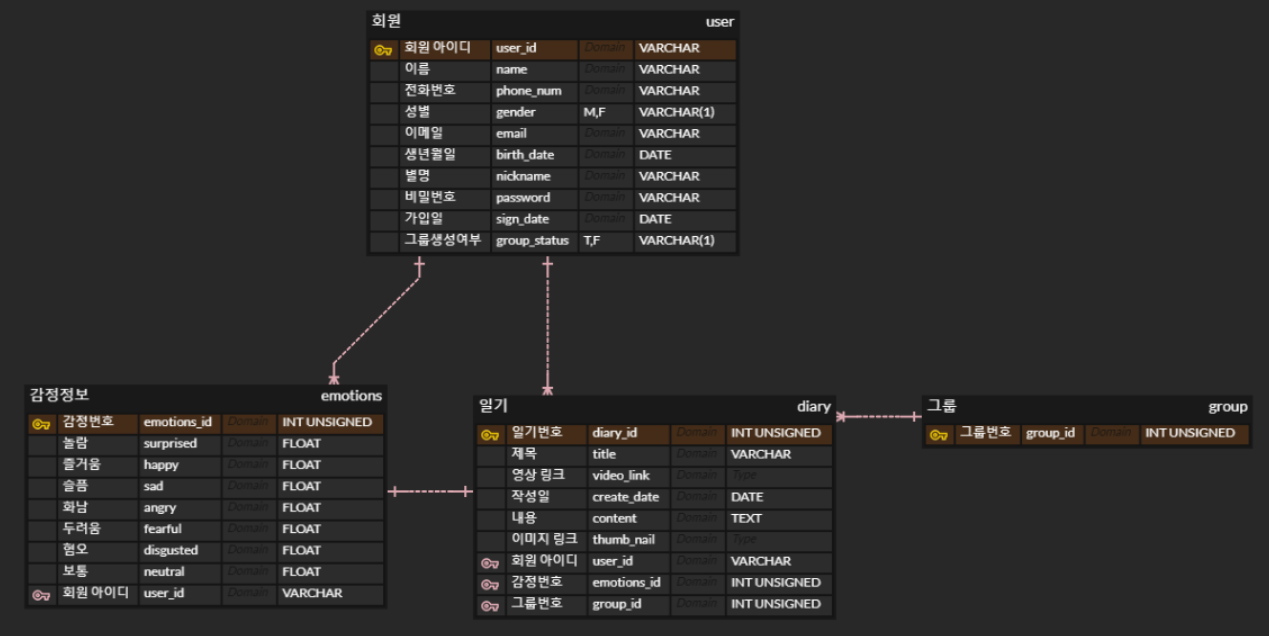 회원 user
회원 아이디 user_id Domain VARCHAR
이름 name Domain VARCHAR
전화번호 phone_num Domain VARCHAR
성별 gender M,F VARCHAR(1)
이메일 email Domain VARCHAR
생년월일 birth_date Domain DATE
별명 nickname Domain VARCHAR
비밀번호 password Domain VARCHAR
가입일 sign_date Domain DATE
그룹생성여부 group_status T,F VARCHAR(1)
감정정보 emotions
감정번호 emotions_id Domain INT UNSIGNED
놀람 surprised Domain FLOAT
즐거움 happy Domain FLOAT
슬픔 sad Domain FLOAT
화남 angry Domain FLOAT
두려움 fearful Domain FLOAT
혐오 disgusted Domain FLOAT
보통 neutral Domain FLOAT
회원 아이디 user_id Domain VARCHAR
일기 diary
일기번호 diary_id Domain INT UNSIGNED
제목 title Domain VARCHAR
영상 링크 video_link Domain Type
작성일 create_date Domain DATE
내용 content Domain TEXT
이미지 링크 thumb_nail Domain Type
회원 아이디 user_id Domain VARCHAR
감정번호 emotions_id Domain INT UNSIGNED
그룹번호 group_id Domain INT UNSIGNED
그룹 group
그룹번호 group_id Domain INT UNSIGNED